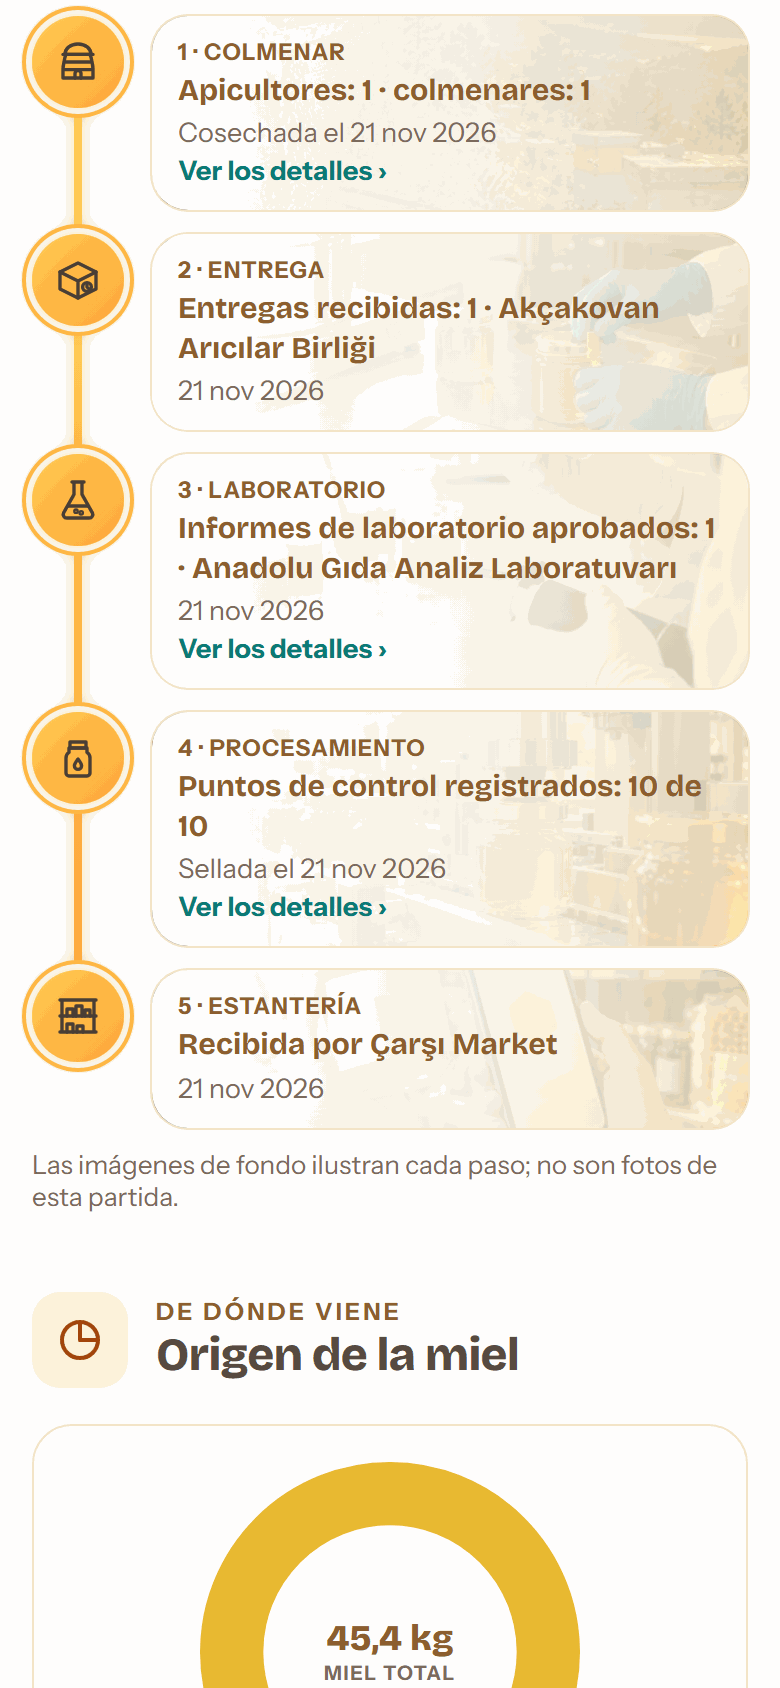 1 · COLMENAR
Apicultores: 1 · colmenares: 1
Cosechada el 21 nov 2026
Ver los detalles ›
2 · ENTREGA
Entregas recibidas: 1 · Akçakovan
Arıcılar Birliği
21 nov 2026
3 · LABORATORIO
Informes de laboratorio aprobados: 1
· Anadolu Gıda Analiz Laboratuvarı
21 nov 2026
Ver los detalles ›
4 · PROCESAMIENTO
Puntos de control registrados: 10 de
10
Sellada el 21 nov 2026
Ver los detalles ›
5 · ESTANTERÍA
Recibida por Çarşı Market
21 nov 2026
Las imágenes de fondo ilustran cada paso; no son fotos de
esta partida.
DE DÓNDE VIENE
Origen de la miel
45,4 kg
MIEL TOTAL